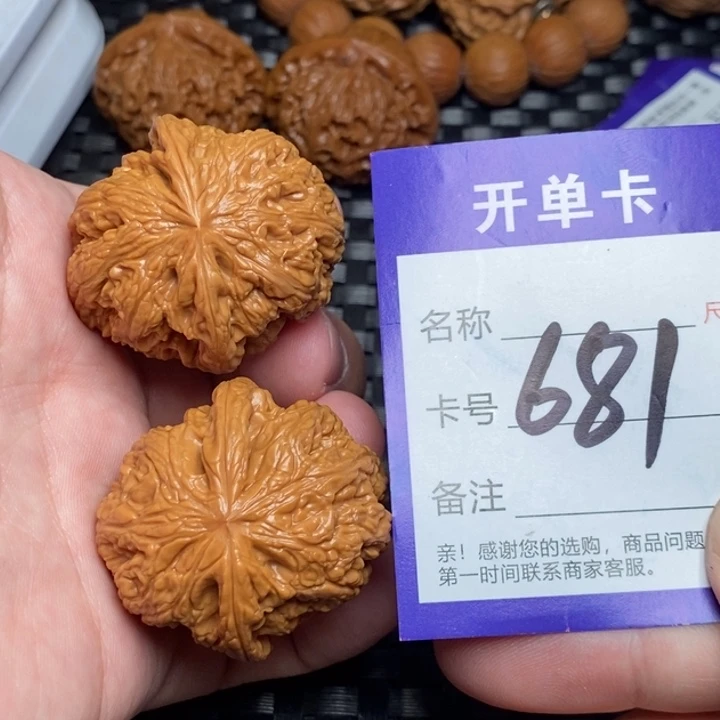 开单卡
名称
尺
卡号 681
备注
亲！感谢您的选购，商品问题
第一时间联系商家客服。